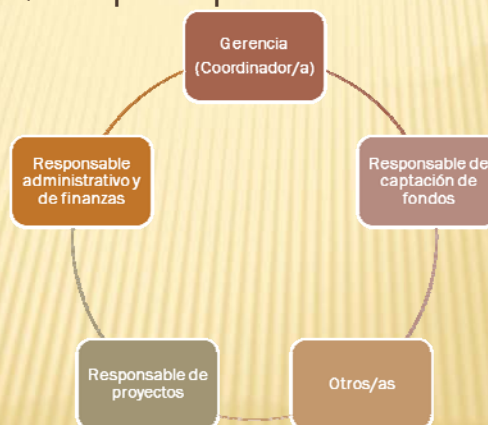 Gerencia
(Coordinador/a)
Responsable
administrativo y
de finanzas
Responsable de
captación de
fondos
Responsable de
proyectos
Otros/as